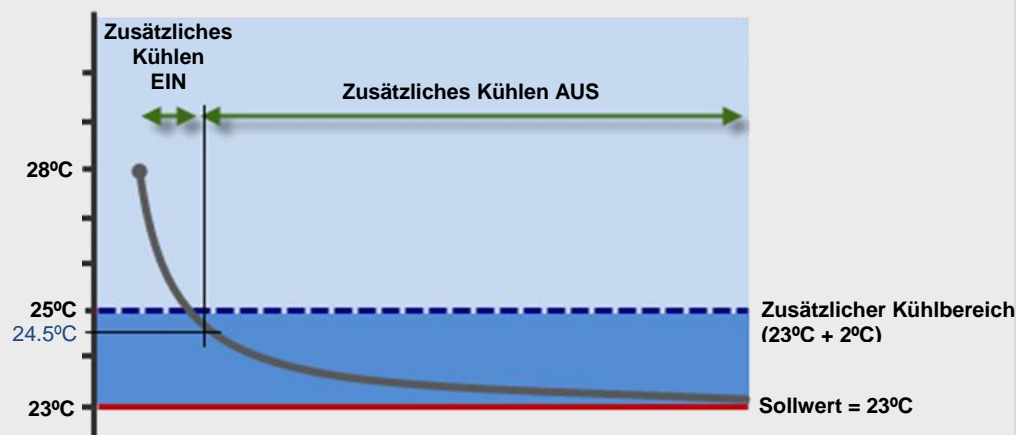 Zusätzliches
Kühlen
EIN
Zusätzliches Kühlen AUS
28ºC
25ºC
24.5ºC
23ºC
Zusätzlicher Kühlbereich
(23ºC + 2ºC)
Sollwert = 23ºC